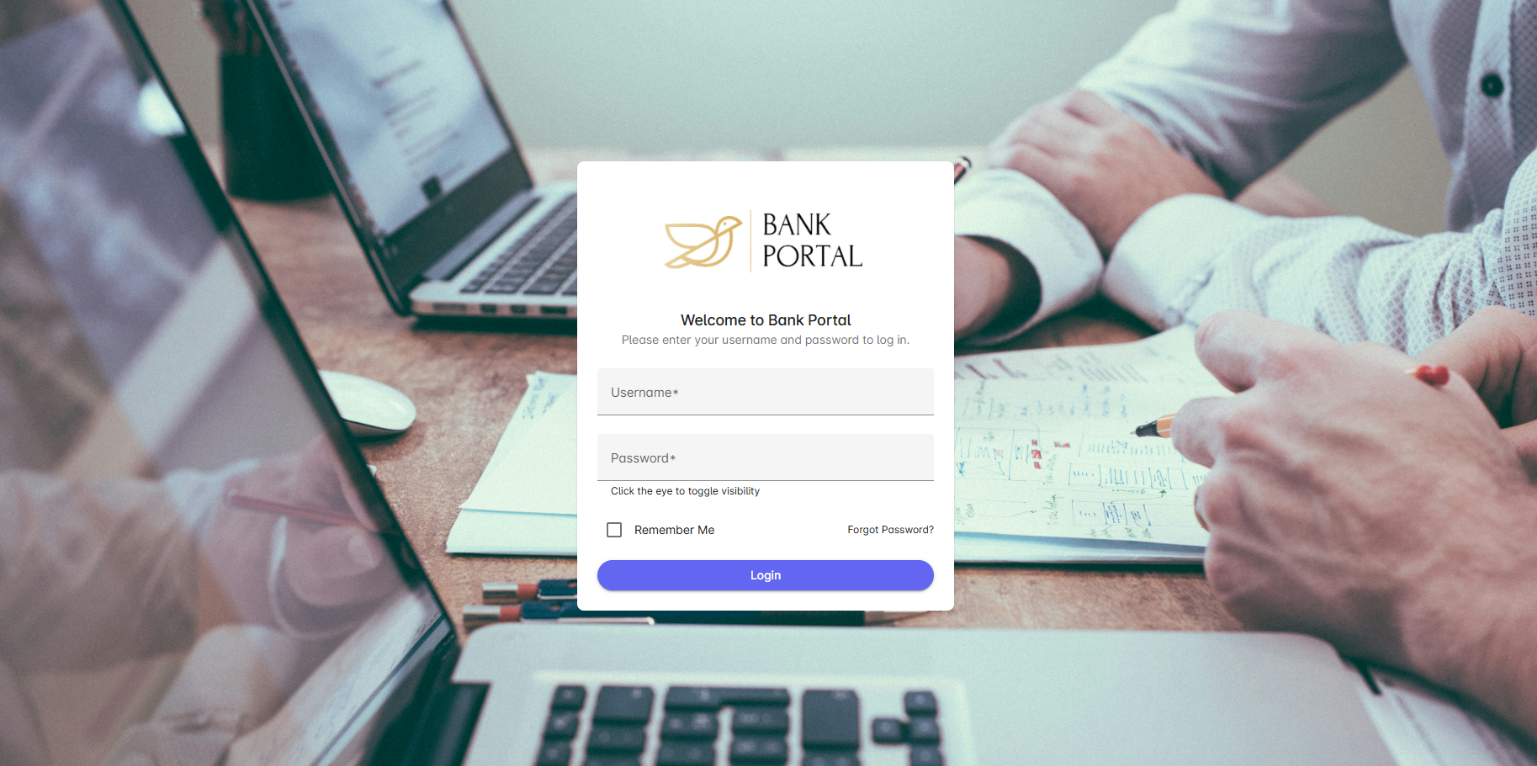 BANK
PORTAL
Welcome to Bank Portal
Please enter your username and password to log in.
Username*
Password*
Click the eye to toggle visibility
Remember Me
Forgot Password?
Login